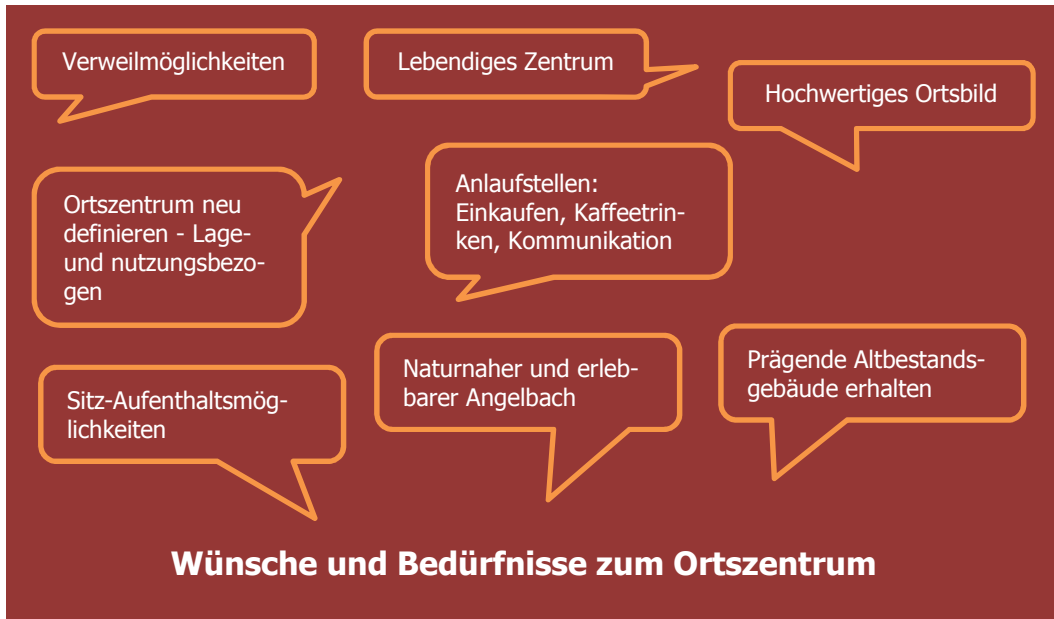 Verweilmöglichkeiten
Lebendiges Zentrum
Hochwertiges Ortsbild
Ortszentrum neu
definieren - Lage-
und nutzungsbezo-
gen
Anlaufstellen:
Einkaufen, Kaffeetrin-
ken, Kommunikation
Sitz-Aufenthaltsmög-
lichkeiten
Naturnaher und erleb-
barer Angelbach
Prägende Altbestands-
gebäude erhalten
Wünsche und Bedürfnisse zum Ortszentrum